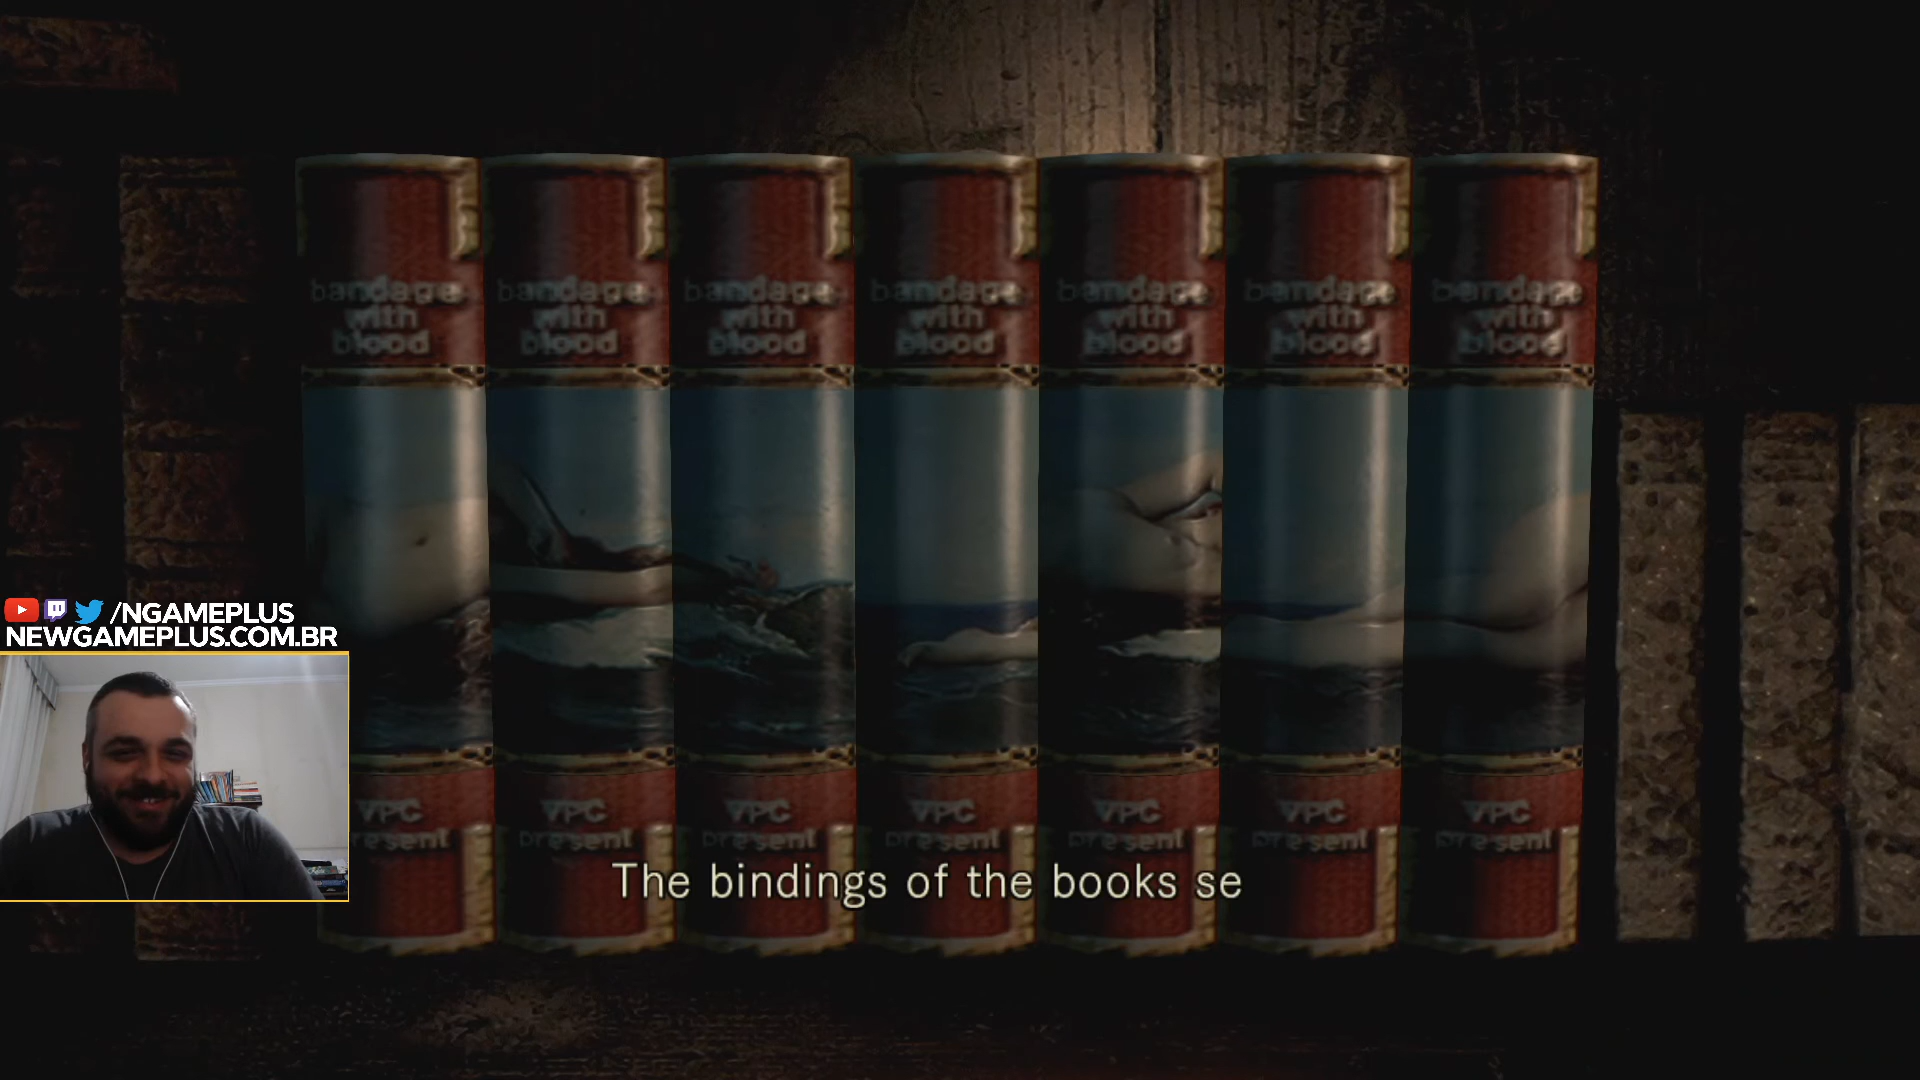 bandage bandage bandage bandage bandage bandage bandage
with with with with with with with
blood blood blood blood blood blood blood
/NGAMEPLUS
NEWGAMEPLUS.COM.BR
VPC VPC VPC VPC VPC VPC VPC
present present present present present present present
The bindings of the books se